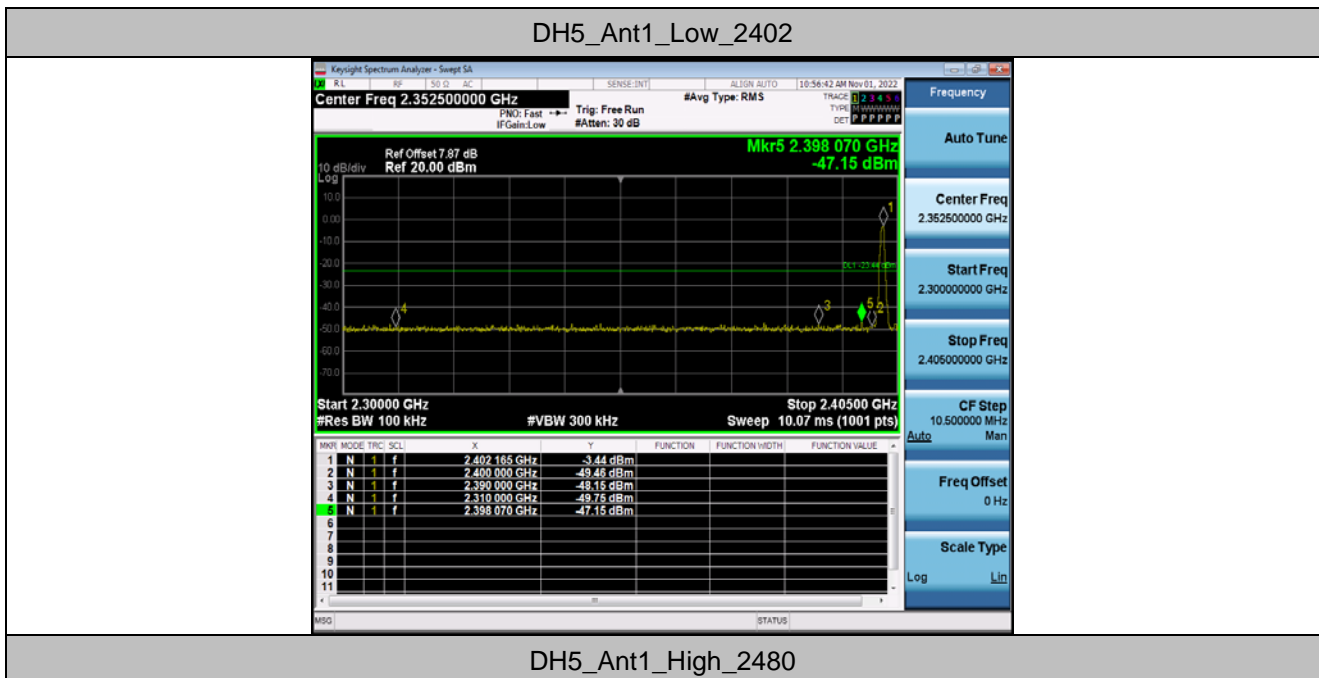 DH5_Ant1_Low_2402
Keysight Spectrum Analyzer - Swept SA
RL RF 50 Ω AC SENSE:INT ALIGN AUTO 10:56:42 AM Nov 01, 2022
Center Freq 2.352500000 GHz #Avg Type: RMS TRACE 1 2 3 4 5 6
PNO: Fast Trig: Free Run TYPE M WWWWW
IFGain:Low #Atten: 30 dB DET P P P P P P
Mkr5 2.398 070 GHz
-47.15 dBm
Ref Offset 7.87 dB
10 dB/div Ref 20.00 dBm
Log
10.0
0.00
-10.0
-20.0
-30.0
-40.0
-50.0
-60.0
-70.0
1
DL1 -23.44 dBm
4
3
5
2
Start 2.30000 GHz Stop 2.40500 GHz
#Res BW 100 kHz #VBW 300 kHz Sweep 10.07 ms (1001 pts)
MKR MODE TRC SCL X Y FUNCTION FUNCTION WIDTH FUNCTION VALUE
1 N 1 f 2.402 165 GHz -3.44 dBm
2 N 1 f 2.400 000 GHz -49.46 dBm
3 N 1 f 2.390 000 GHz -48.15 dBm
4 N 1 f 2.310 000 GHz -49.75 dBm
5 N 1 f 2.398 070 GHz -47.15 dBm
6
7
8
9
10
11
MSG STATUS
Frequency
Auto Tune
Center Freq
2.352500000 GHz
Start Freq
2.300000000 GHz
Stop Freq
2.405000000 GHz
CF Step
10.500000 MHz
Auto Man
Freq Offset
0 Hz
Scale Type
Log Lin
DH5_Ant1_High_2480